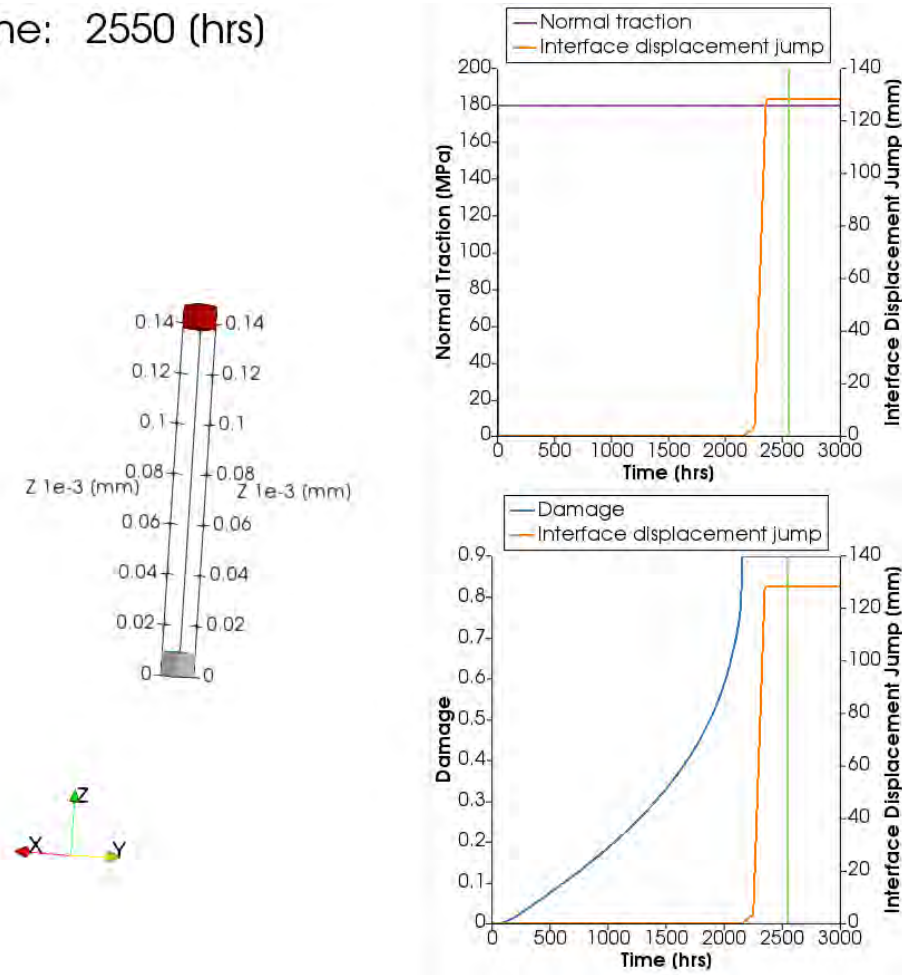 ne: 2550 (hrs)
Normal traction
Interface displacement jump
200
180
160
140
120
100
80
60
40
20
0
Normal Traction (MPa)
140
120
100
80
60
40
20
0
Interface Displacement Jump (mm)
0 500 1000 1500 2000 2500 3000
Time (hrs)
0.14 0.14
0.12 0.12
0.1 0.1
0.08 0.08
Z 1e-3 (mm) Z 1e-3 (mm)
0.06 0.06
0.04 0.04
0.02 0.02
0 0
Z
X Y
Damage
Interface displacement jump
0.9
0.8
0.7
0.6
0.5
0.4
0.3
0.2
0.1
0
Damage
140
120
100
80
60
40
20
0
Interface Displacement Jump (mm)
0 500 1000 1500 2000 2500 3000
Time (hrs)